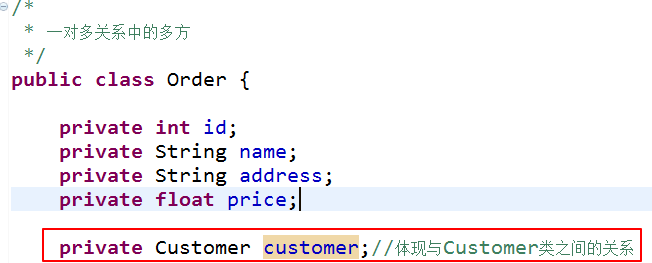 /*
 * 一对多关系中的多方
 */
public class Order {
private int id;
private String name;
private String address;
private float price;
private Customer customer;//体现与Customer类之间的关系